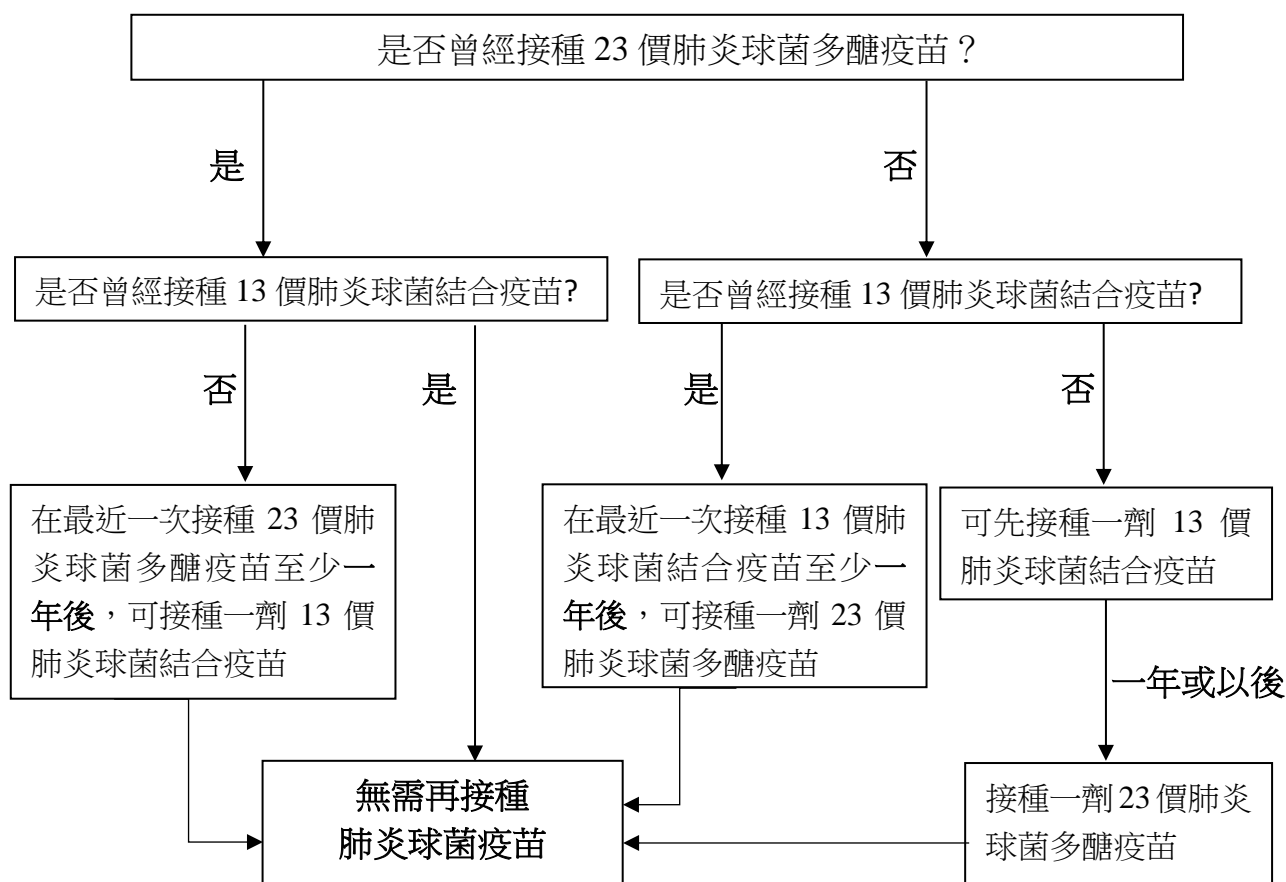 是否曾經接種 23 價肺炎球菌多醣疫苗？
是
否
是否曾經接種 13 價肺炎球菌結合疫苗?
是否曾經接種 13 價肺炎球菌結合疫苗?
否
是
是
否
在最近一次接種 23 價肺
炎球菌多醣疫苗至少一
年後，可接種一劑 13 價
肺炎球菌結合疫苗
在最近一次接種 13 價肺
炎球菌結合疫苗至少一
年後，可接種一劑 23 價
肺炎球菌多醣疫苗
可先接種一劑 13 價
肺炎球菌結合疫苗
一年或以後
無需再接種
肺炎球菌疫苗
接種一劑 23 價肺炎
球菌多醣疫苗